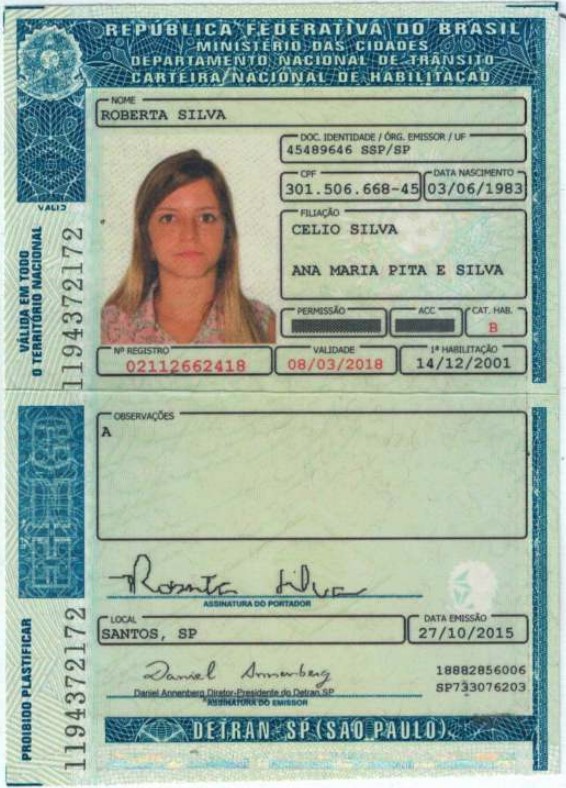 REPÚBLICA FEDERATIVA DO BRASIL
MINISTÉRIO DAS CIDADES
DEPARTAMENTO NACIONAL DE TRÂNSITO
CARTEIRA NACIONAL DE HABILITAÇÃO
NOME
ROBERTA SILVA
DOC. IDENTIDADE / ÓRG. EMISSOR / UF
45489646 SSP/SP
CPF DATA NASCIMENTO
301.506.668-45 03/06/1983
FILIAÇÃO
CELIO SILVA
ANA MARIA PITA E SILVA
PERMISSÃO ACC CAT. HAB.
B
Nº REGISTRO VALIDADE 1ª HABILITAÇÃO
02112662418 08/03/2018 14/12/2001
VALID
VÁLIDA EM TODO
O TERRITÓRIO NACIONAL
1194372172
OBSERVAÇÕES
A
Roberta Silva
ASSINATURA DO PORTADOR
LOCAL DATA EMISSÃO
SANTOS, SP 27/10/2015
Daniel Annenberg
Daniel Annenberg Diretor-Presidente do Detran.SP
ASSINATURA DO EMISSOR
18882856006
SP733076203
PROIBIDO PLASTIFICAR
1194372172
DETRAN-SP (SAO PAULO)